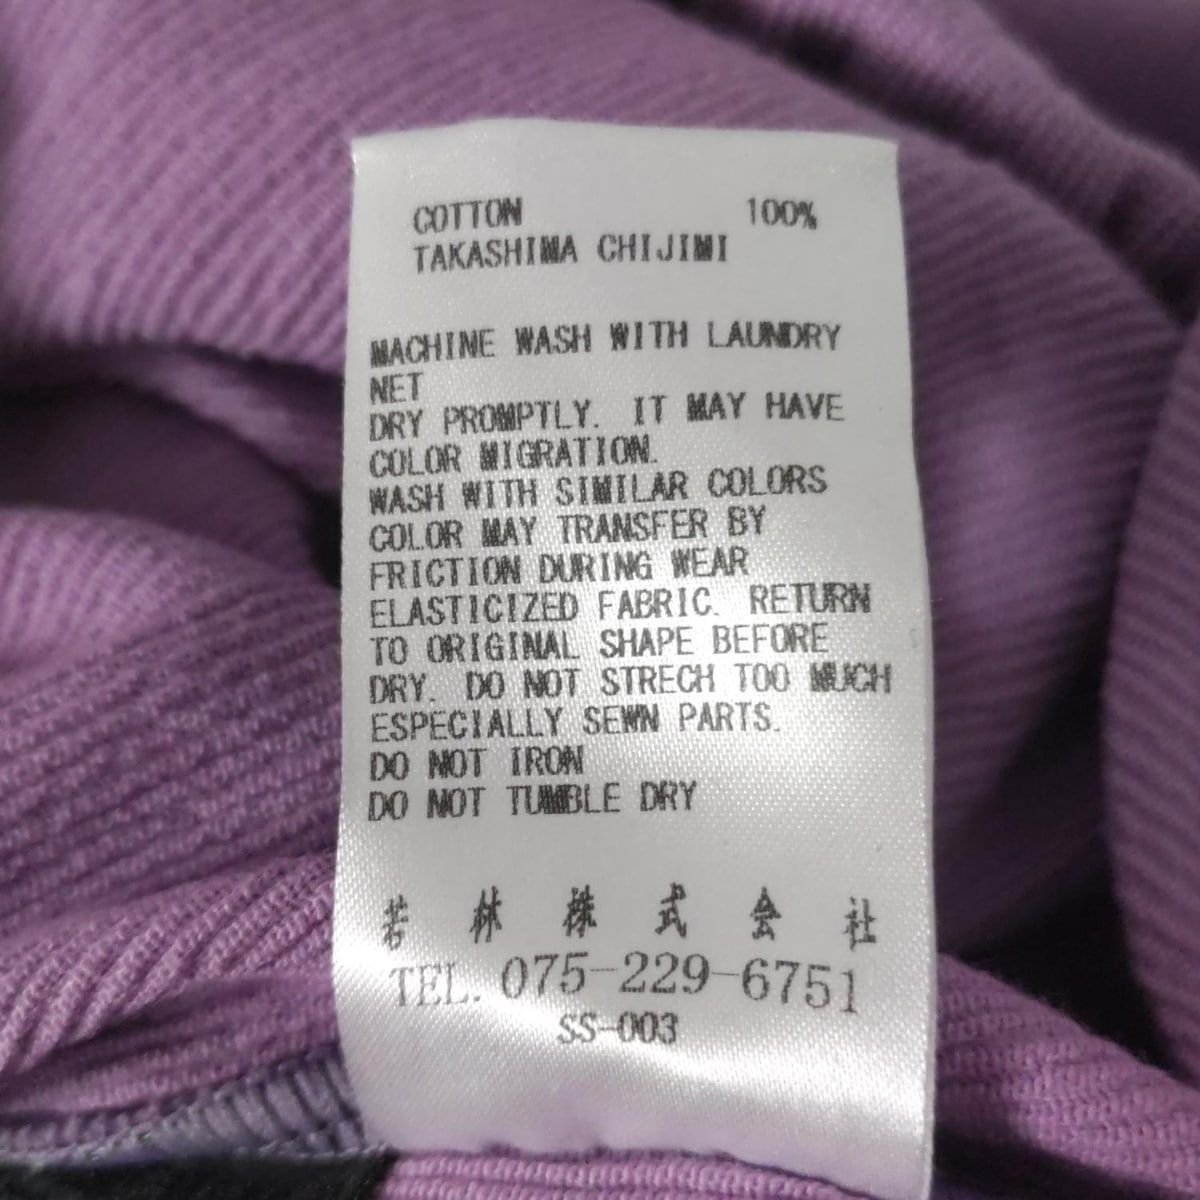 COTTON 100%
TAKASHIMA CHIJIMI
MACHINE WASH WITH LAUNDRY
NET
DRY PROMPTLY. IT MAY HAVE
COLOR MIGRATION.
WASH WITH SIMILAR COLORS
COLOR MAY TRANSFER BY
FRICTION DURING WEAR
ELASTICIZED FABRIC. RETURN
TO ORIGINAL SHAPE BEFORE
DRY. DO NOT STRECH TOO MUCH
ESPECIALLY SEWN PARTS.
DO NOT IRON
DO NOT TUMBLE DRY
若林株式会社
TEL. 075-229-6751
SS-003